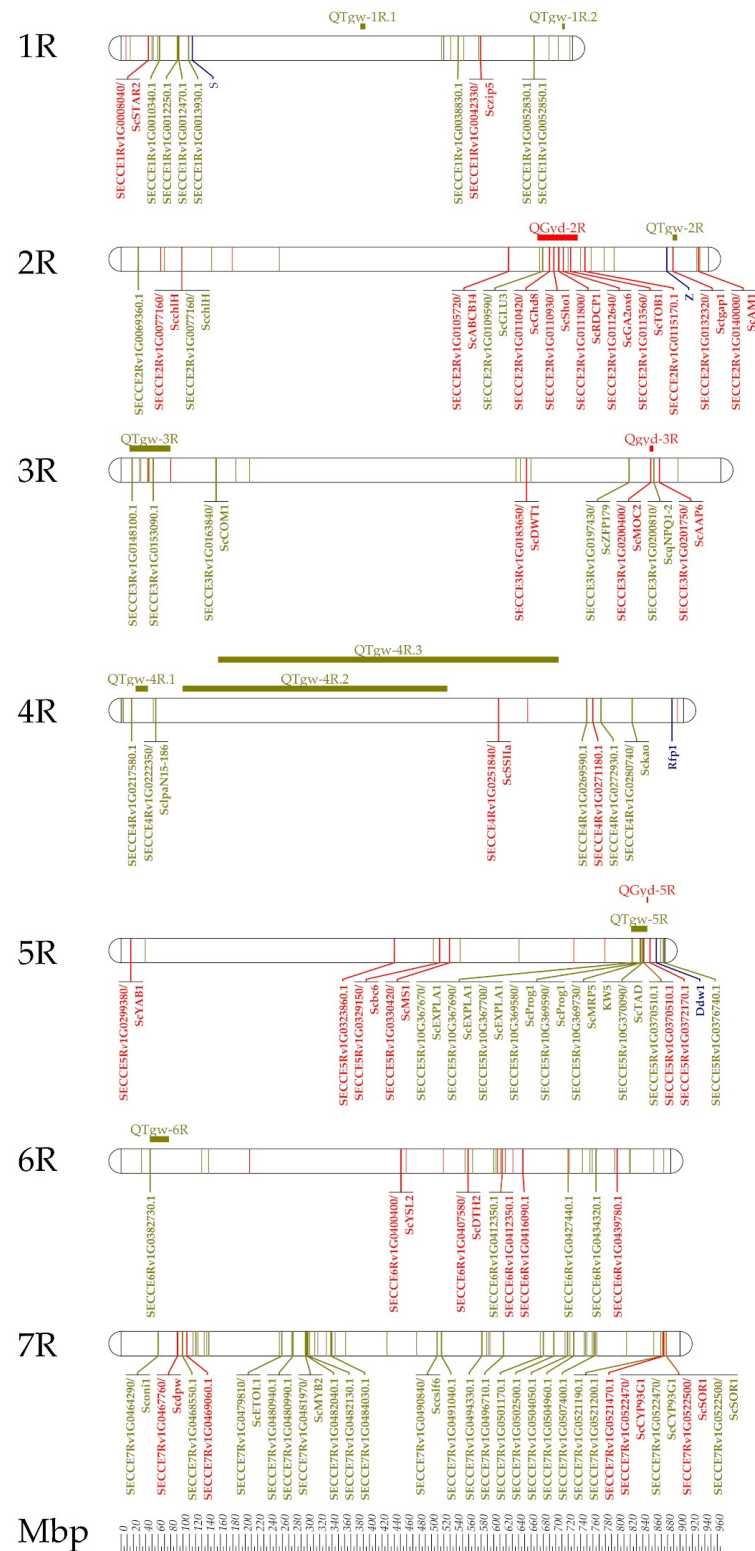 QTgw-1R.1 QTgw-1R.2
1R
SECCE1Rv1G0008040/
ScSTAR2
SECCE1Rv1G0010340.1
SECCE1Rv1G0012250.1
SECCE1Rv1G0012470.1
SECCE1Rv1G0013930.1
S
SECCE1Rv1G0038830.1
SECCE1Rv1G0042330/
Sczip5
SECCE1Rv1G0052830.1
SECCE1Rv1G0052850.1
QGyd-2R QTgw-2R
2R
SECCE2Rv1G0069360.1
SECCE2Rv1G0077160/
ScchlH
SECCE2Rv1G0077160/
ScchlH
SECCE2Rv1G0105720/
ScABCB14
SECCE2Rv1G0109590/
ScGLU3
SECCE2Rv1G0110420/
ScGhd8
SECCE2Rv1G0110930/
ScSho1
SECCE2Rv1G0111800/
ScRDCP1
SECCE2Rv1G0112640/
ScGA2ox6
SECCE2Rv1G0113560/
ScTOB1
SECCE2Rv1G0115170.1
Z
SECCE2Rv1G0132320/
Sctgap1
SECCE2Rv1G0140000/
ScAM1
QTgw-3R Qgyd-3R
3R
SECCE3Rv1G0148100.1
SECCE3Rv1G0153090.1
SECCE3Rv1G0163840/
ScCOM1
SECCE3Rv1G0183650/
ScDWT1
SECCE3Rv1G0197430/
ScZFP179
SECCE3Rv1G0200400/
ScMOC2
SECCE3Rv1G0200810/
ScqNPQ1-2
SECCE3Rv1G0201750/
ScAAP6
QTgw-4R.3
QTgw-4R.1 QTgw-4R.2
4R
SECCE4Rv1G0217580.1
SECCE4Rv1G0222350/
ScIpaN15-186
SECCE4Rv1G0251840/
ScSSIIa
SECCE4Rv1G0269590.1
SECCE4Rv1G0271180.1
SECCE4Rv1G0272930.1
SECCE4Rv1G0280740/
Sckao
Rfp1
QGyd-5R
QTgw-5R
5R
SECCE5Rv1G0299380/
ScYAB1
SECCE5Rv1G0323860.1
SECCE5Rv1G0329150/
Scbc6
SECCE5Rv1G0330420/
ScMS1
SECCE5Rv10G367670/
ScEXPLA1
SECCE5Rv10G367690/
ScEXPLA1
SECCE5Rv10G367700/
ScEXPLA1
SECCE5Rv10G369580/
ScProg1
SECCE5Rv10G369590/
ScProg1
SECCE5Rv10G369730/
ScMRP5
KW5
SECCE5Rv10G370090/
ScTAD
SECCE5Rv1G0370510.1
SECCE5Rv1G0370510.1
SECCE5Rv1G0372170.1
Ddw1
SECCE5Rv1G0376740.1
QTgw-6R
6R
SECCE6Rv1G0382730.1
SECCE6Rv1G0400400/
ScYSL2
SECCE6Rv1G0407580/
ScDTH2
SECCE6Rv1G0412350.1
SECCE6Rv1G0412350.1
SECCE6Rv1G0416090.1
SECCE6Rv1G0427440.1
SECCE6Rv1G0434320.1
SECCE6Rv1G0439780.1
7R
SECCE7Rv1G0464290/
Sconi1
SECCE7Rv1G0467760/
Scdpw
SECCE7Rv1G0468550.1
SECCE7Rv1G0469060.1
SECCE7Rv1G0479810/
ScETOL1
SECCE7Rv1G0480940.1
SECCE7Rv1G0480990.1
SECCE7Rv1G0481970/
ScMYB2
SECCE7Rv1G0482040.1
SECCE7Rv1G0482130.1
SECCE7Rv1G0484030.1
SECCE7Rv1G0490840/
Sccslf6
SECCE7Rv1G0491040.1
SECCE7Rv1G0494330.1
SECCE7Rv1G0496710.1
SECCE7Rv1G0501170.1
SECCE7Rv1G0502500.1
SECCE7Rv1G0504050.1
SECCE7Rv1G0504960.1
SECCE7Rv1G0507400.1
SECCE7Rv1G0521190.1
SECCE7Rv1G0521200.1
SECCE7Rv1G0521470/
ScCYP93G1
SECCE7Rv1G0522470/
ScCYP93G1
SECCE7Rv1G0522500/
ScSOR1
SECCE7Rv1G0522500/
ScSOR1
Mbp 0 20 40 60 80 100 120 140 160 180 200 220 240 260 280 300 320 340 360 380 400 420 440 460 480 500 520 540 560 580 600 620 640 660 680 700 720 740 760 780 800 820 840 860 880 900 920 940 960